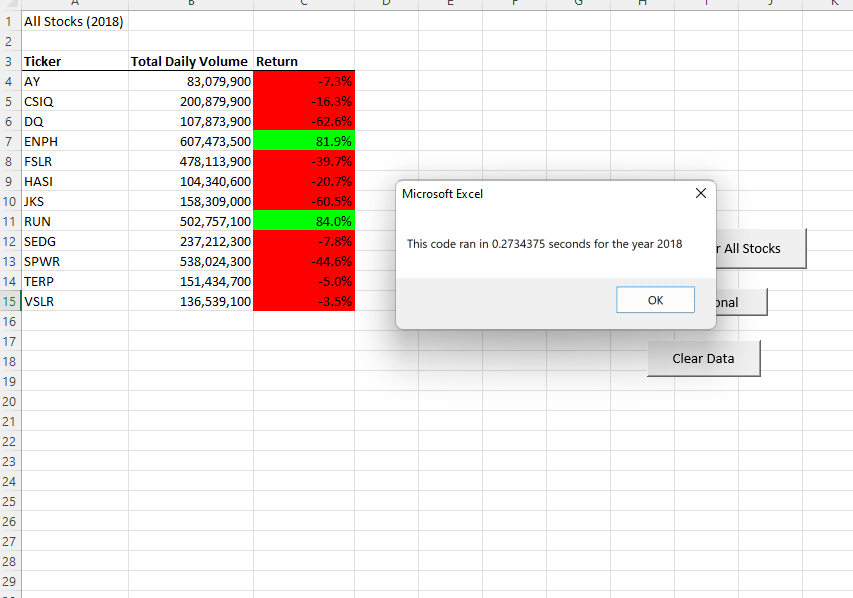 A B C D E F G H I J K
1 All Stocks (2018)
2
3 Ticker Total Daily Volume Return
4 AY 83,079,900 -7.3%
5 CSIQ 200,879,900 -16.3%
6 DQ 107,873,900 -62.6%
7 ENPH 607,473,500 81.9%
8 FSLR 478,113,900 -39.7%
9 HASI 104,340,600 -20.7%
10 JKS 158,309,000 -60.5%
11 RUN 502,757,100 84.0%
12 SEDG 237,212,300 -7.8%
13 SPWR 538,024,300 -44.6%
14 TERP 151,434,700 -5.0%
15 VSLR 136,539,100 -3.5%
16
17
18
19
20
21
22
23
24
25
26
27
28
29
Microsoft Excel
This code ran in 0.2734375 seconds for the year 2018
OK
r All Stocks
onal
Clear Data